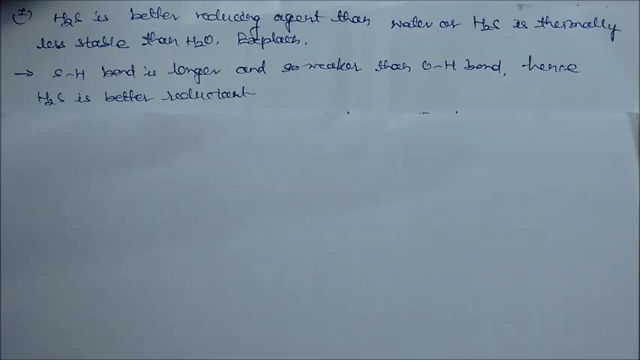 H₂S is better reducing agent than water or H₂S is thermally
less stable than H₂O. Explain.
→ S-H bond is longer and so weaker than O-H bond, hence
H₂S is better reductant